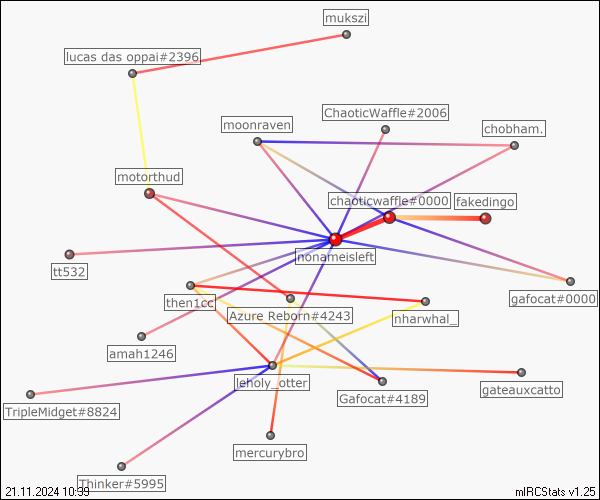 mukszi
lucas das oppai#2396
ChaoticWaffle#2006
moonraven
chobham.
motorthud
chaoticwaffle#0000
fakedingo
nonameisleft
tt532
gafocat#0000
then1cc
Azure Reborn#4243
nharwhal_
amah1246
leholy_otter
gateauxcatto
Gafocat#4189
TripleMidget#8824
mercurybro
Thinker#5995
21.11.2024 10:39
mIRCStats v1.25